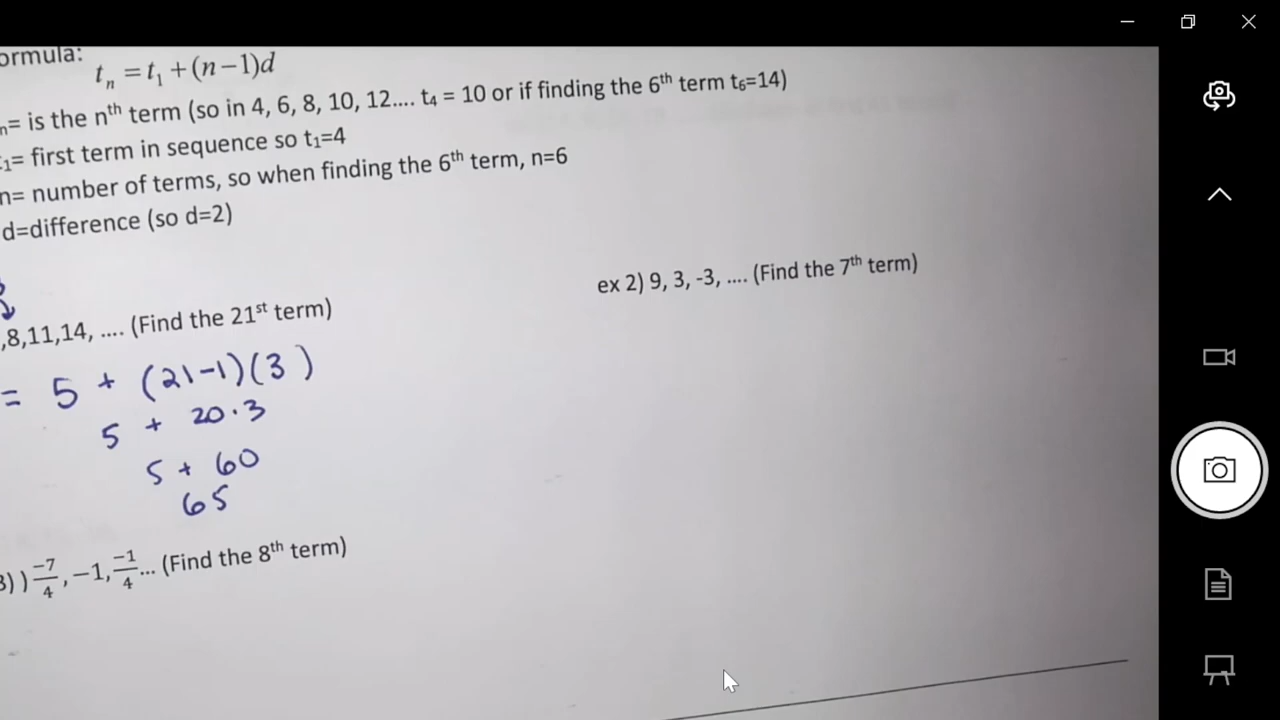 ormula:
tₙ = t₁ + (n−1)d
ₙ= is the nᵗʰ term (so in 4, 6, 8, 10, 12.... t₄ = 10 or if finding the 6ᵗʰ term t₆=14)
t₁= first term in sequence so t₁=4
n= number of terms, so when finding the 6ᵗʰ term, n=6
d=difference (so d=2)
,8,11,14, .... (Find the 21ˢᵗ term)
= 5 + (21-1)(3)
5 + 20·3
5 + 60
65
ex 2) 9, 3, -3, .... (Find the 7ᵗʰ term)
3) ) −7/4, −1, −1/4 ... (Find the 8ᵗʰ term)